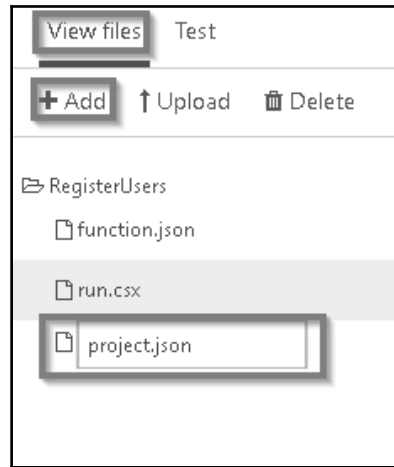 View files Test
+ Add Upload Delete
RegisterUsers
function.json
run.csx
project.json